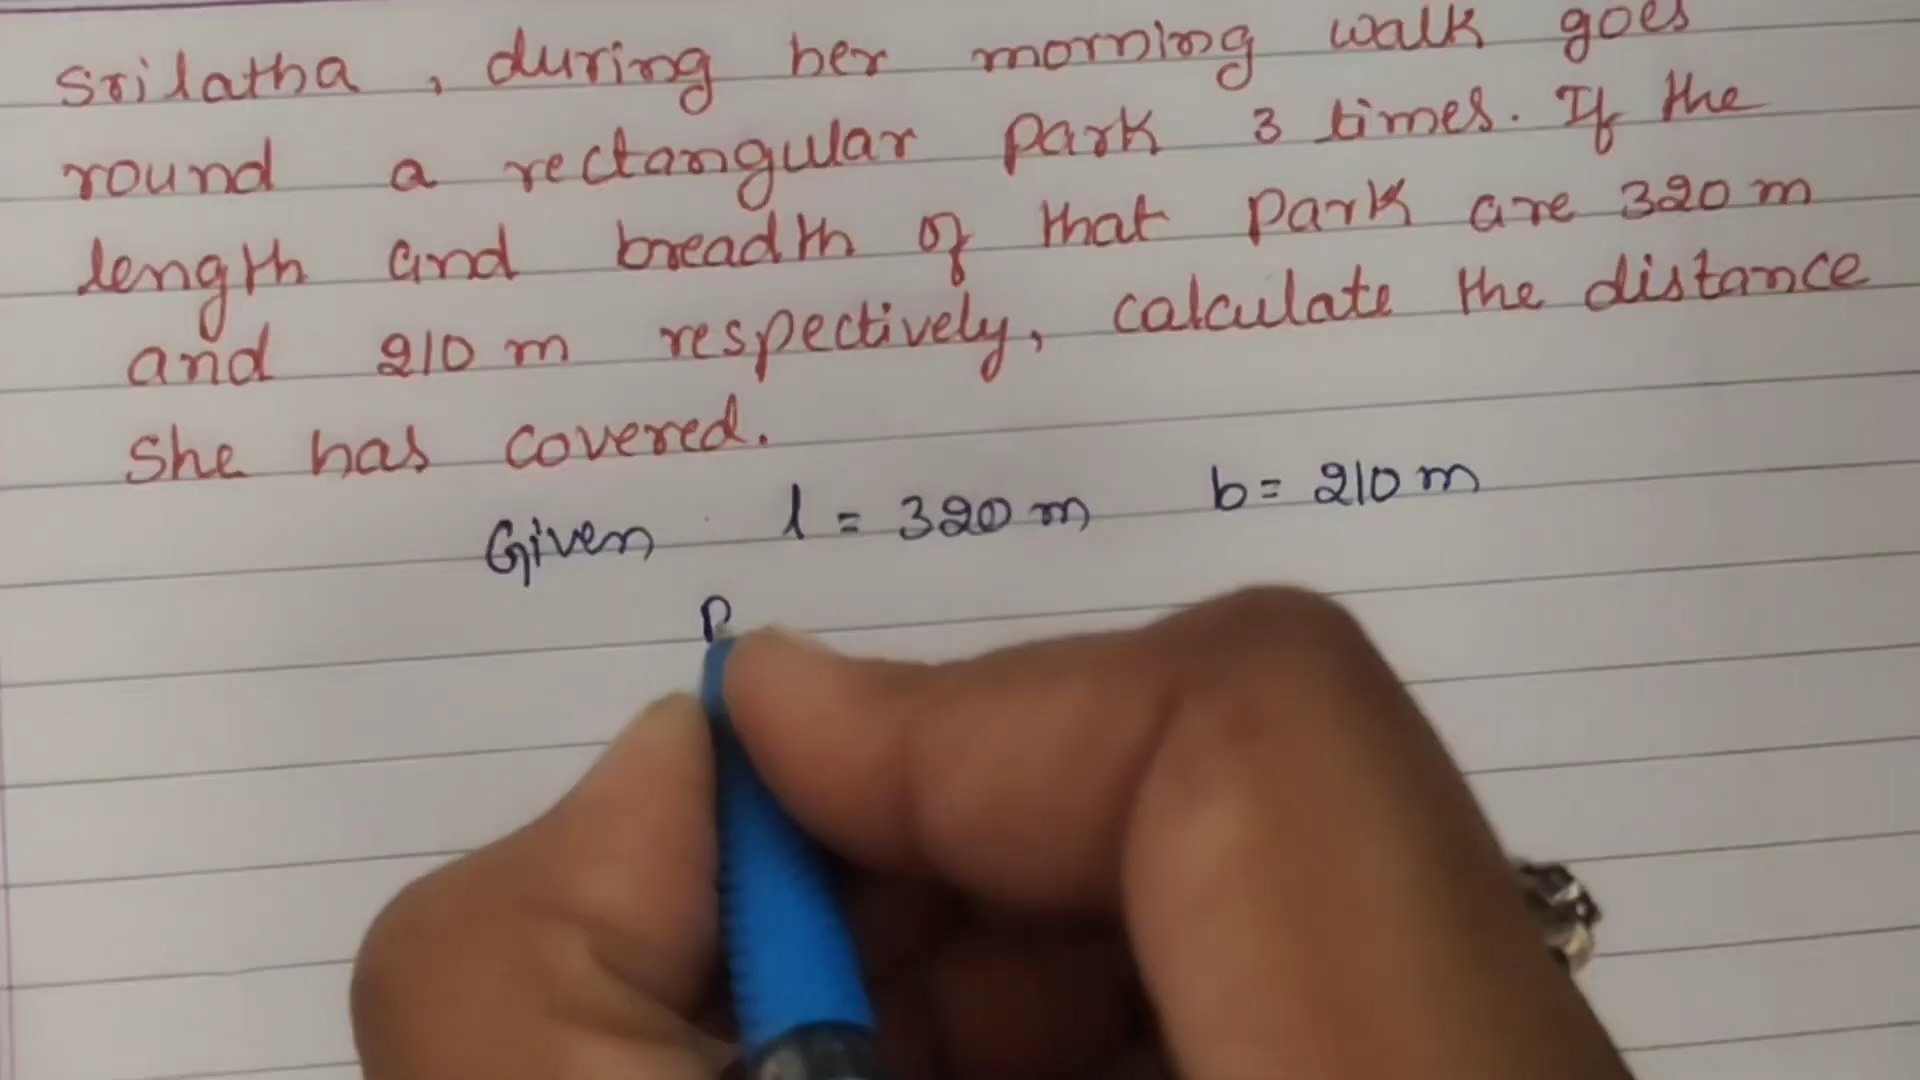 Srilatha, during her morning walk goes
round a rectangular park 3 times. If the
length and breadth of that park are 320 m
and 210 m respectively, calculate the distance
she has covered.
Given l = 320 m b = 210 m
P